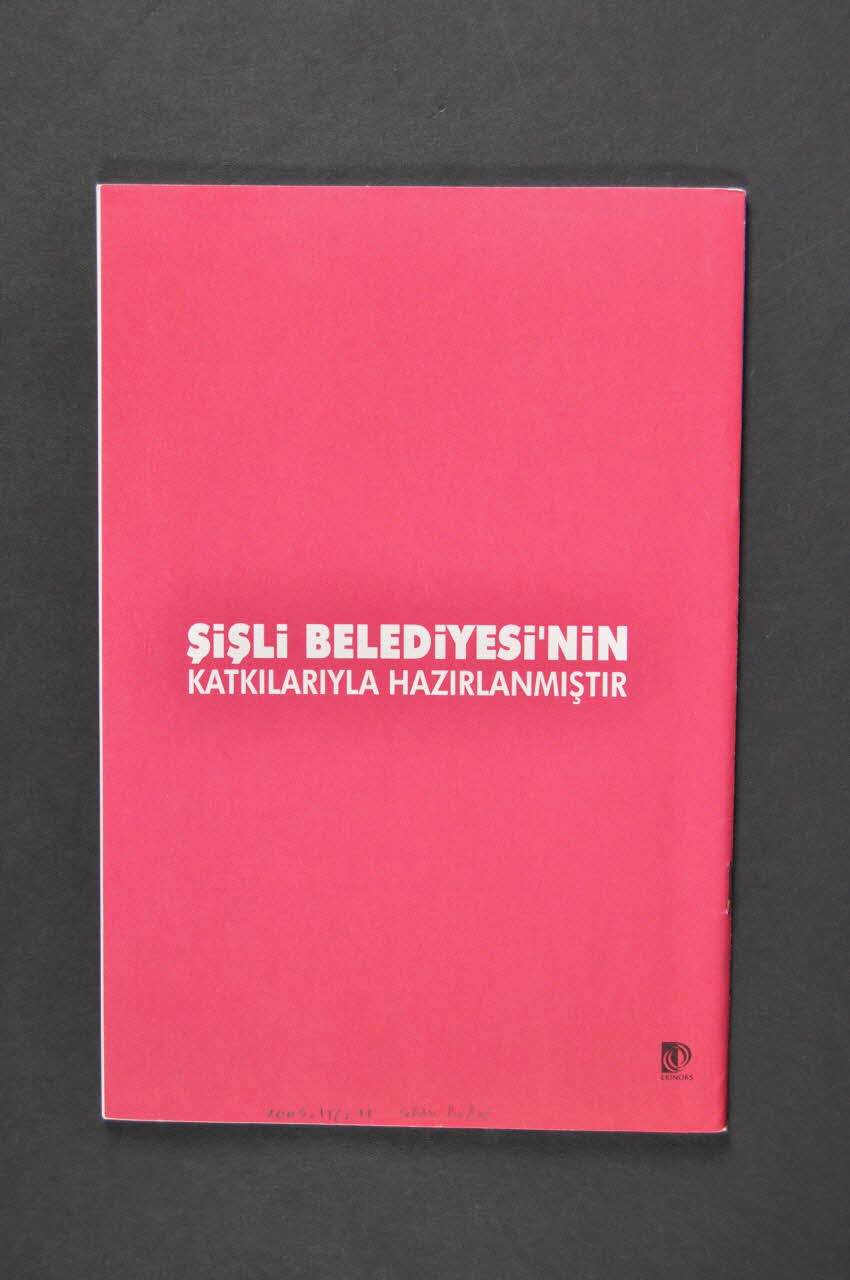 ŞİŞLİ BELEDİYESİ'NİN
KATKILARIYLA HAZIRLANMIŞTIR
EKİNOKS